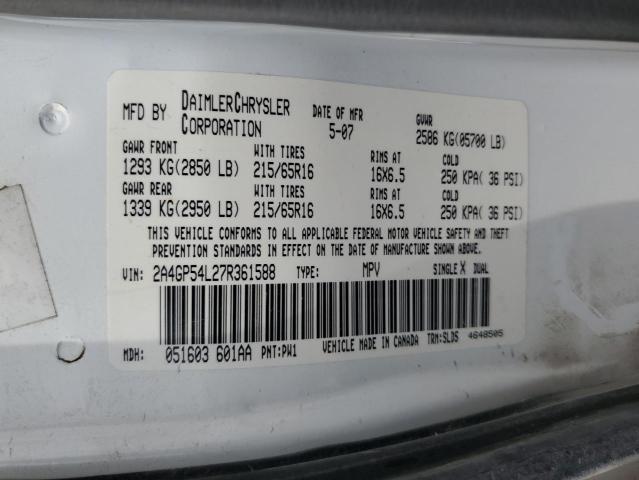 MFD BY DAIMLERCHRYSLER CORPORATION DATE OF MFR 5-07 GVWR 2586 KG(05700 LB)
GAWR FRONT WITH TIRES RIMS AT COLD
1293 KG(2850 LB) 215/65R16 16X6.5 250 KPA( 36 PSI)
GAWR REAR WITH TIRES RIMS AT COLD
1339 KG(2950 LB) 215/65R16 16X6.5 250 KPA( 36 PSI)
THIS VEHICLE CONFORMS TO ALL APPLICABLE FEDERAL MOTOR VEHICLE SAFETY AND THEFT
PREVENTION STANDARDS IN EFFECT ON THE DATE OF MANUFACTURE SHOWN ABOVE.
VIN: 2A4GP54L27R361588 TYPE: MPV SINGLE X DUAL
MDH: 051603 601AA PNT:PW1 VEHICLE MADE IN CANADA TRM:SLDS 4648505